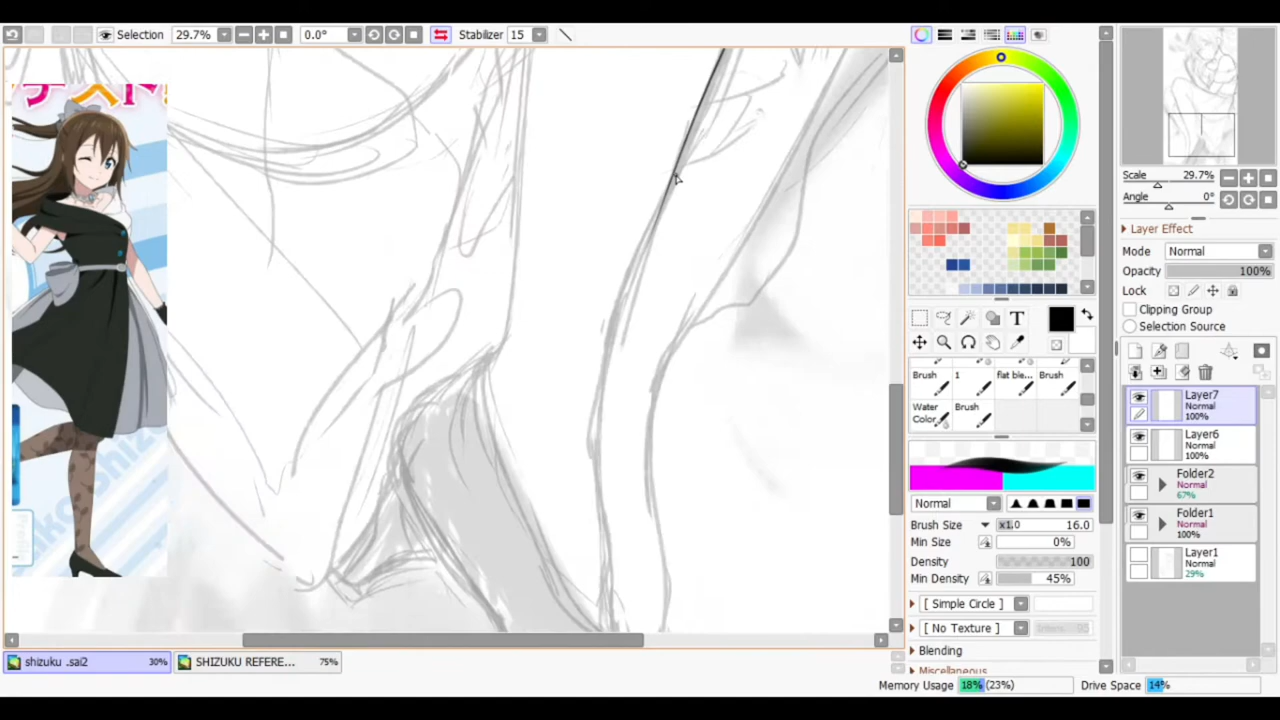 Selection 29.7% 0.0° Stabilizer 15
テスト
Scale 29.7%
Angle 0°
Layer Effect
Mode Normal
Opacity 100%
Lock
Clipping Group
Selection Source
T
Brush 1 flat ble... Brush
Water Color Brush
Layer7
Normal
100%
Layer6
Normal
100%
Folder2
Normal
67%
Folder1
Normal
100%
Layer1
Normal
29%
Normal
Brush Size x1.0 16.0
Min Size 0%
Density 100
Min Density 45%
[ Simple Circle ]
[ No Texture ]
Blending
Miscellaneous
shizuku .sai2 30% SHIZUKU REFERE... 75%
Memory Usage 18% (23%) Drive Space 14%